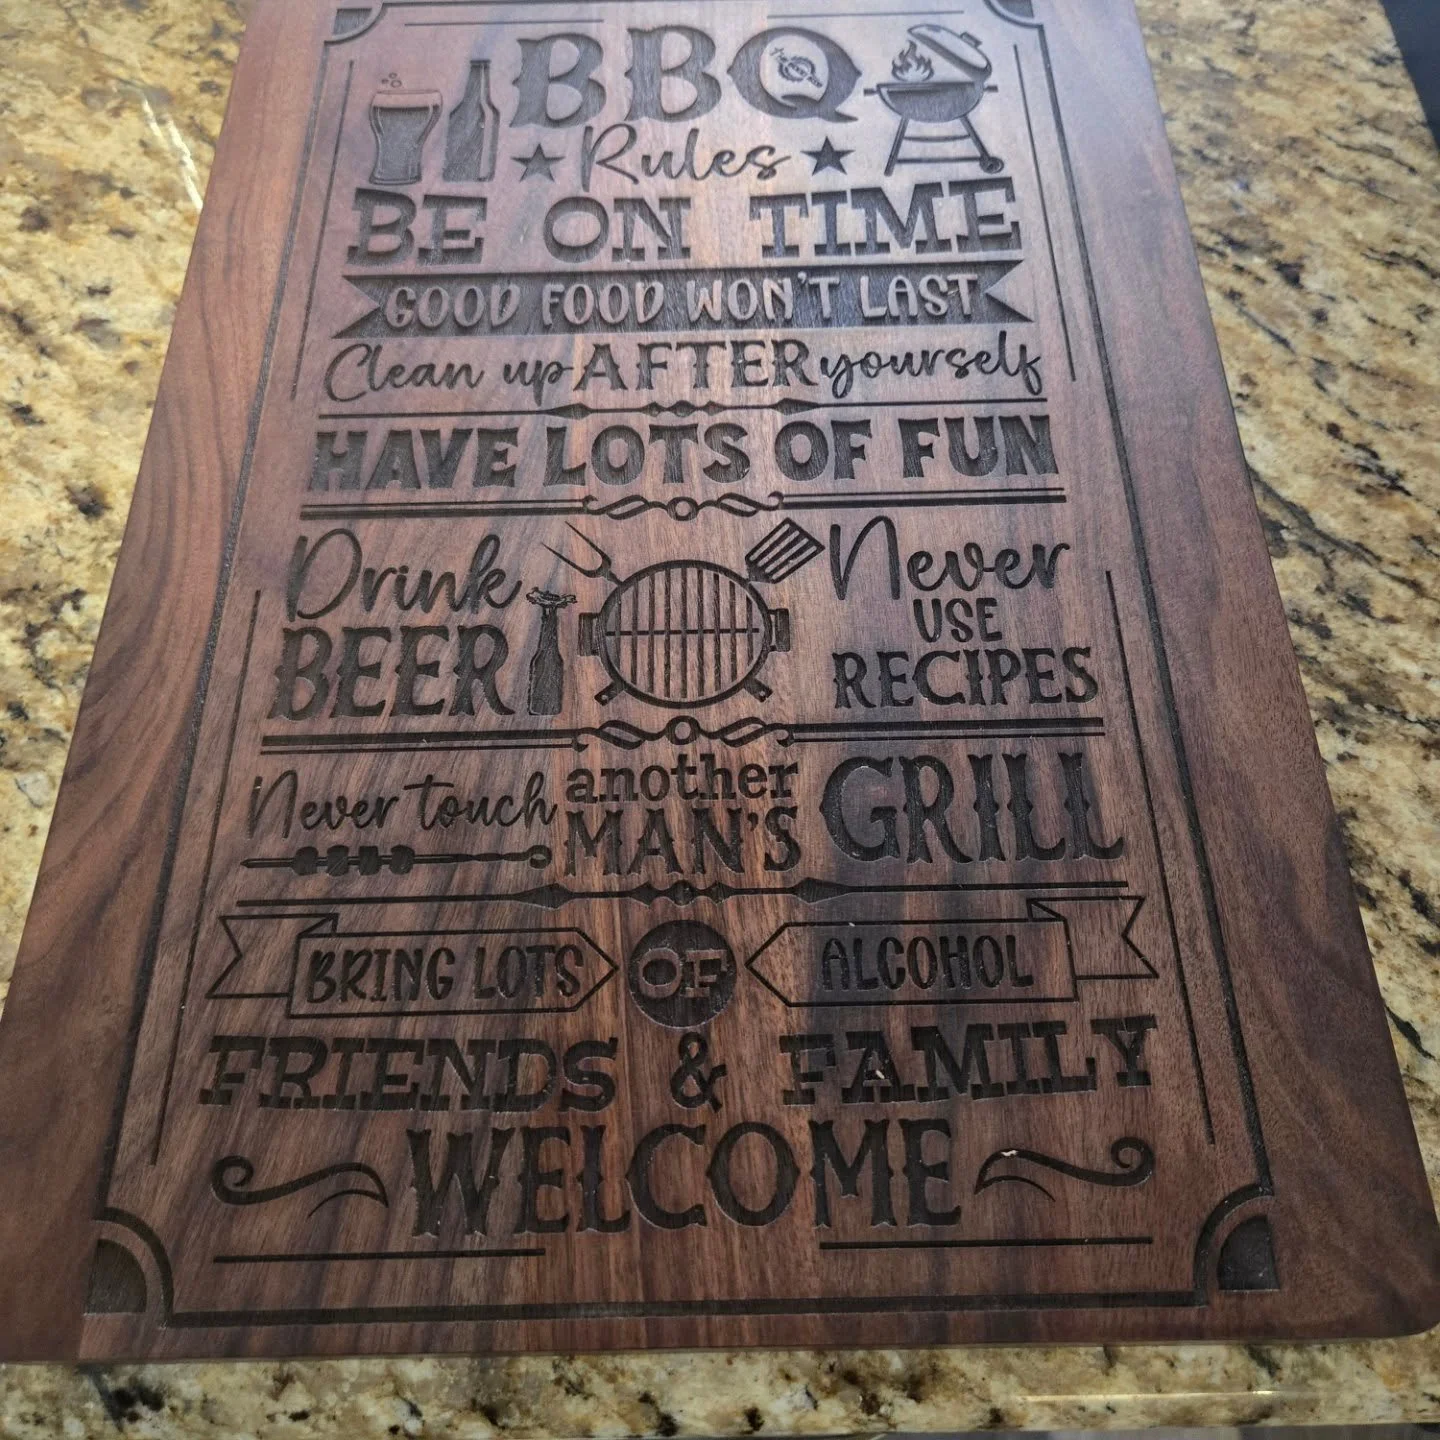 BBQ
Rules
BE ON TIME
GOOD FOOD WON'T LAST
Clean up AFTER yourself
HAVE LOTS OF FUN
Drink
BEER
Never
USE
RECIPES
Never touch another MAN'S GRILL
BRING LOTS OF ALCOHOL
FRIENDS & FAMILY
WELCOME